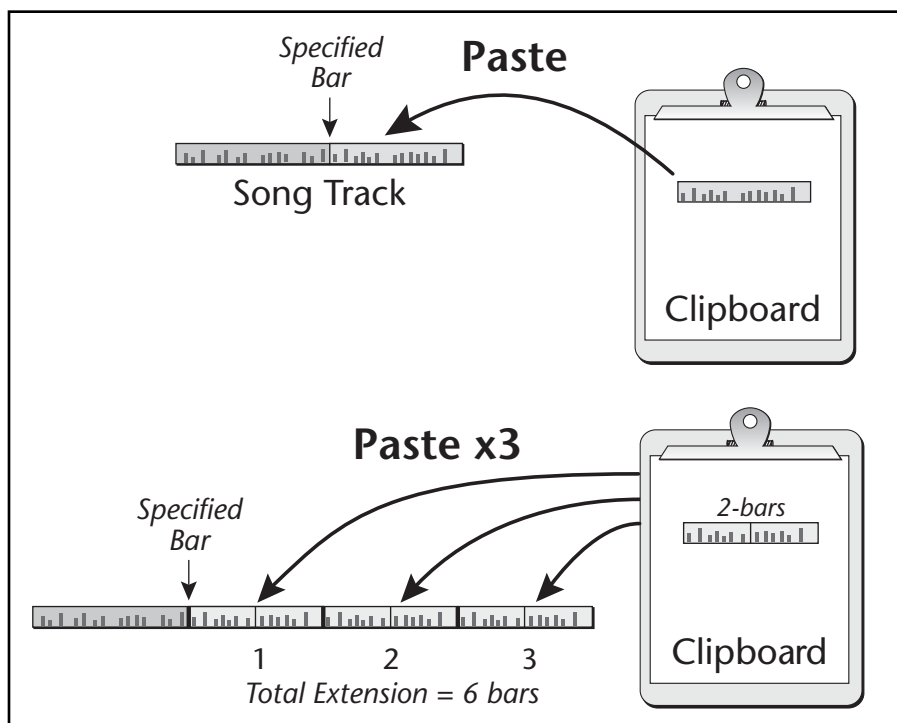 Specified
Bar
Paste
Song Track
Clipboard
Paste x3
Specified
Bar
2-bars
1 2 3
Total Extension = 6 bars
Clipboard